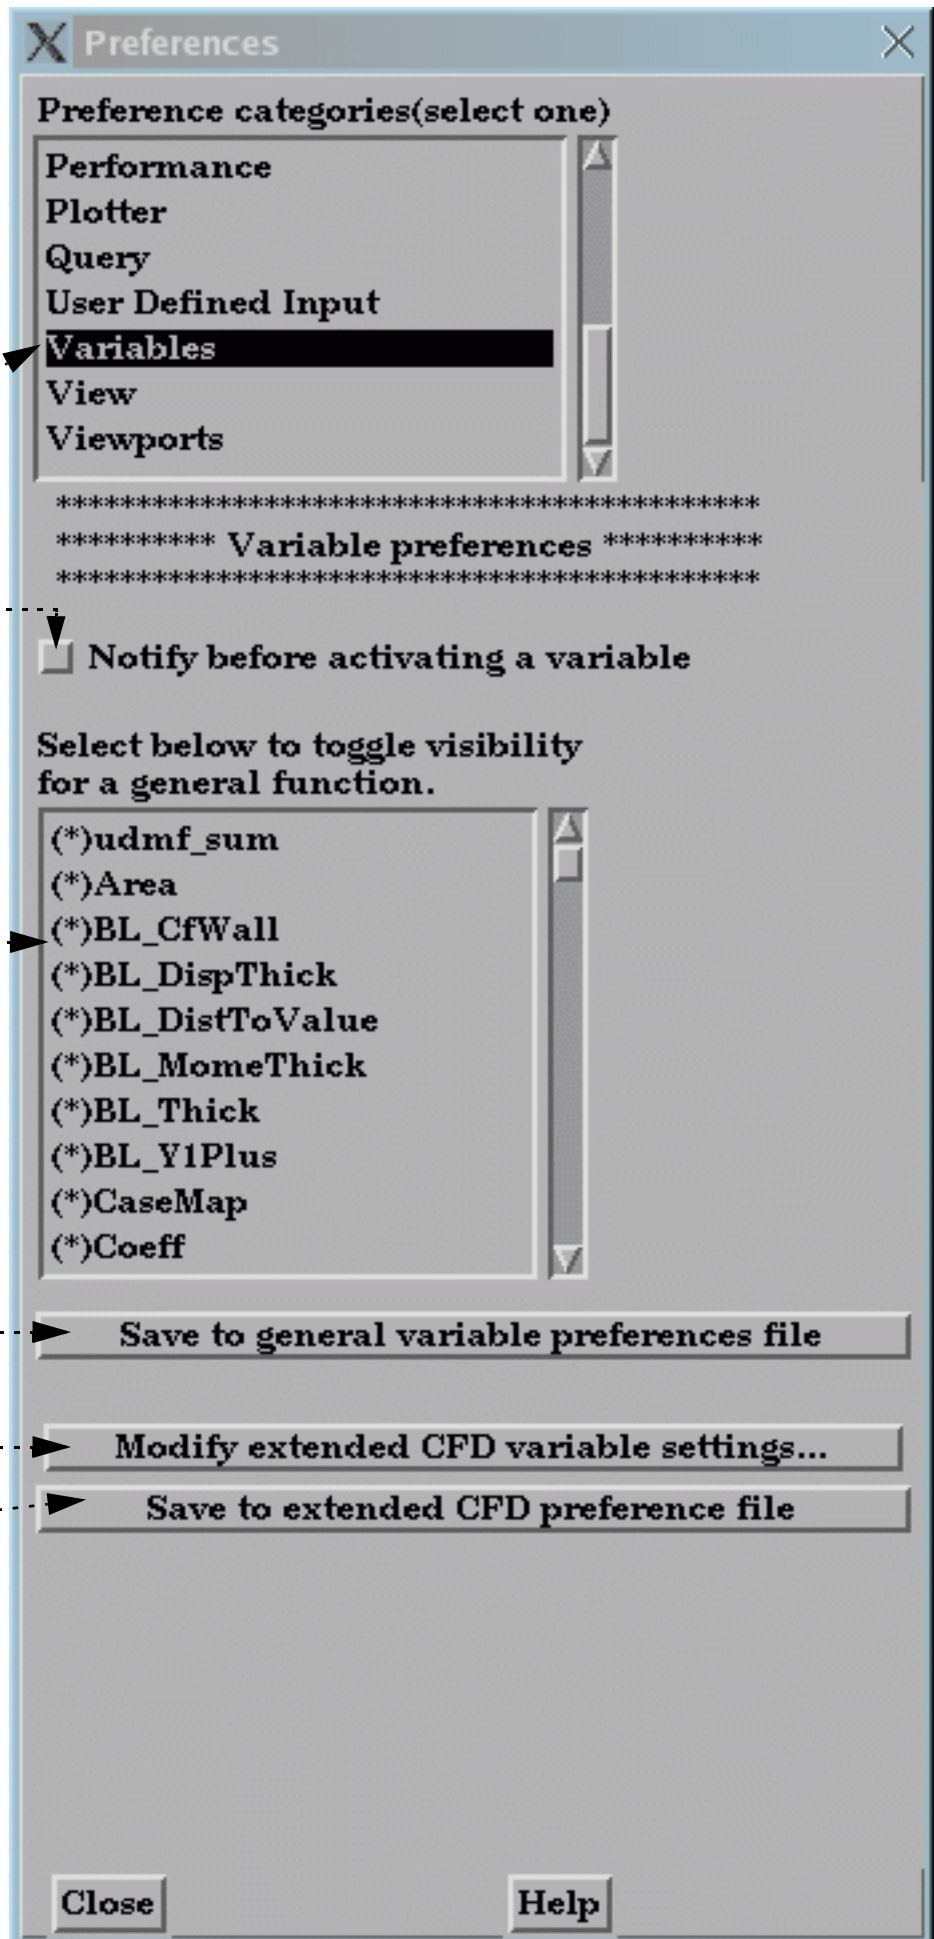 Preferences
Preference categories(select one)
Performance
Plotter
Query
User Defined Input
Variables
View
Viewports
********************************************
********** Variable preferences **********
********************************************
Notify before activating a variable
Select below to toggle visibility
for a general function.
(*)udmf_sum
(*)Area
(*)BL_CfWall
(*)BL_DispThick
(*)BL_DistToValue
(*)BL_MomeThick
(*)BL_Thick
(*)BL_Y1Plus
(*)CaseMap
(*)Coeff
Save to general variable preferences file
Modify extended CFD variable settings...
Save to extended CFD preference file
Close Help